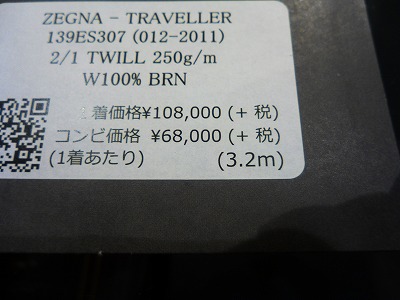 ZEGNA - TRAVELLER
139ES307 (012-2011)
2/1 TWILL 250g/m
W100% BRN
1着価格¥108,000 (+ 税)
コンビ価格 ¥68,000 (+ 税)
(1着あたり) (3.2m)